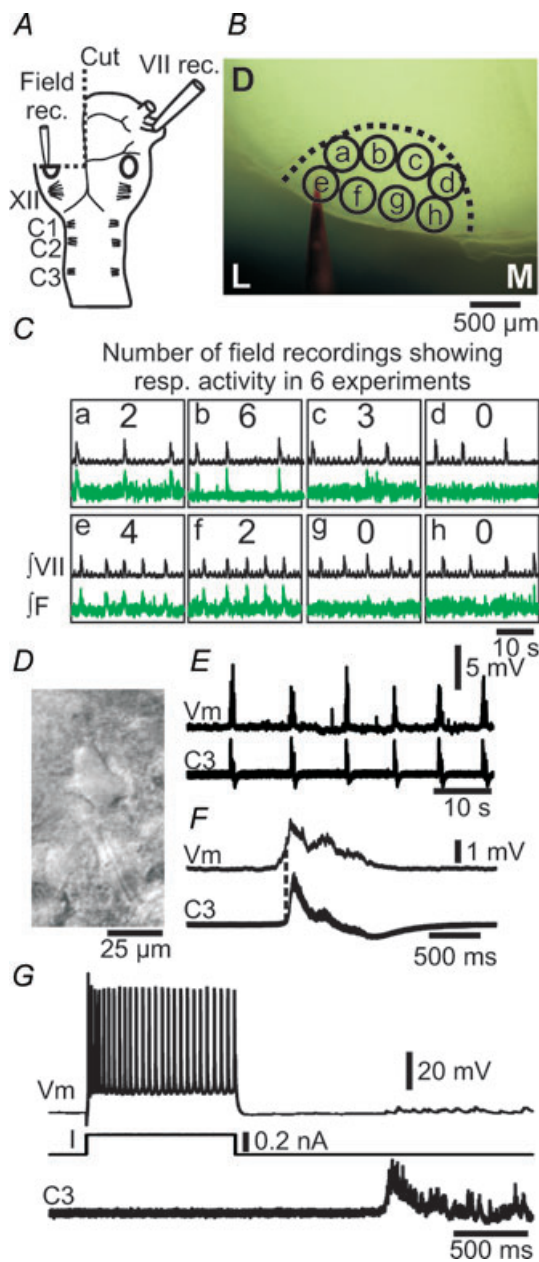 A
Cut
VII rec.
Field
rec.
XII
C1
C2
C3
B
D
a b c d
e f g h
L M
500 µm
C
Number of field recordings showing
resp. activity in 6 experiments
a 2 b 6 c 3 d 0
e 4 f 2 g 0 h 0
∫VII
∫F
10 s
D
25 µm
E
5 mV
Vm
C3
10 s
F
Vm
1 mV
C3
500 ms
G
Vm
20 mV
I
0.2 nA
C3
500 ms